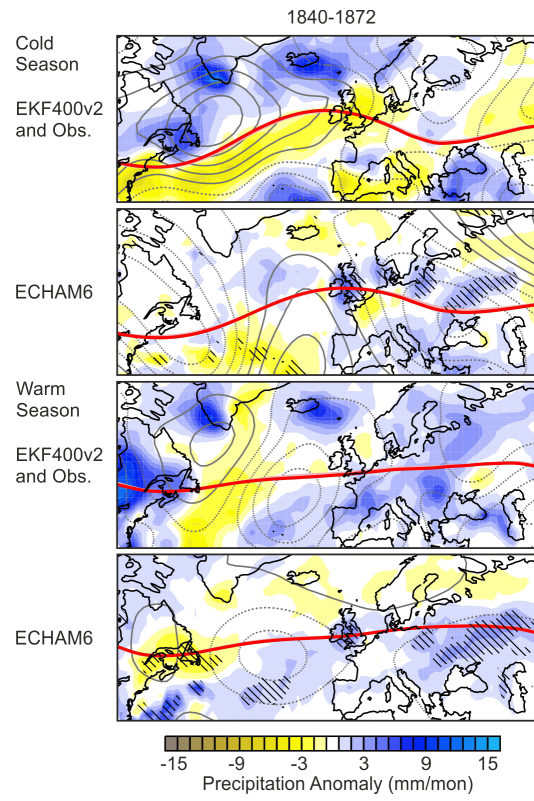 1840-1872
Cold
Season
EKF400v2
and Obs.
ECHAM6
Warm
Season
EKF400v2
and Obs.
ECHAM6
-15 -9 -3 3 9 15
Precipitation Anomaly (mm/mon)